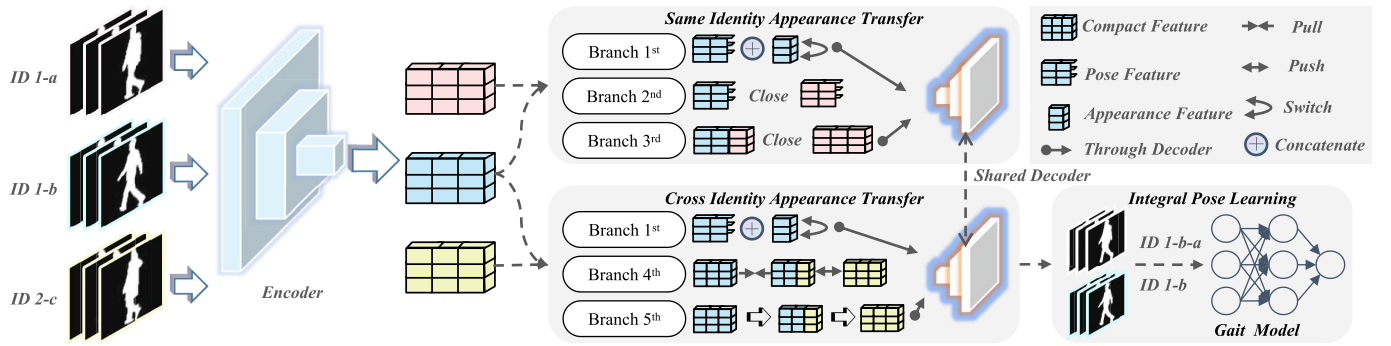 ID 1-a
ID 1-b
ID 2-c
Encoder
Same Identity Appearance Transfer
Branch 1st
Branch 2nd
Close
Branch 3rd
Close
Cross Identity Appearance Transfer
Branch 1st
Branch 4th
Branch 5th
Shared Decoder
Compact Feature
Pull
Pose Feature
Push
Appearance Feature
Switch
Through Decoder
Concatenate
Integral Pose Learning
ID 1-b-a
ID 1-b
Gait Model